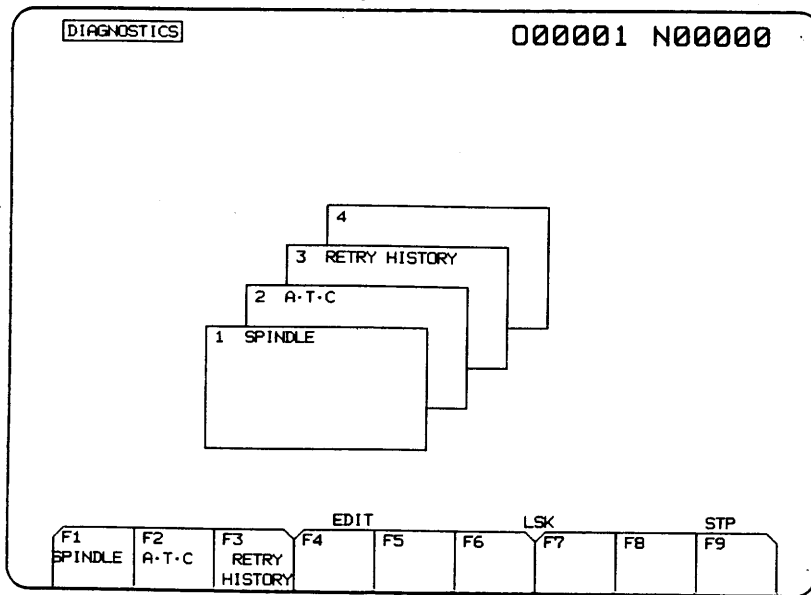 DIAGNOSTICS
O00001 N00000
4
3 RETRY HISTORY
2 A·T·C
1 SPINDLE
EDIT LSK STP
F1 F2 F3 F4 F5 F6 F7 F8 F9
SPINDLE A·T·C RETRY
HISTORY